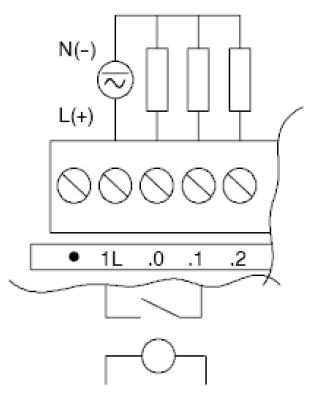 N(−)
L(+)
● 1L .0 .1 .2